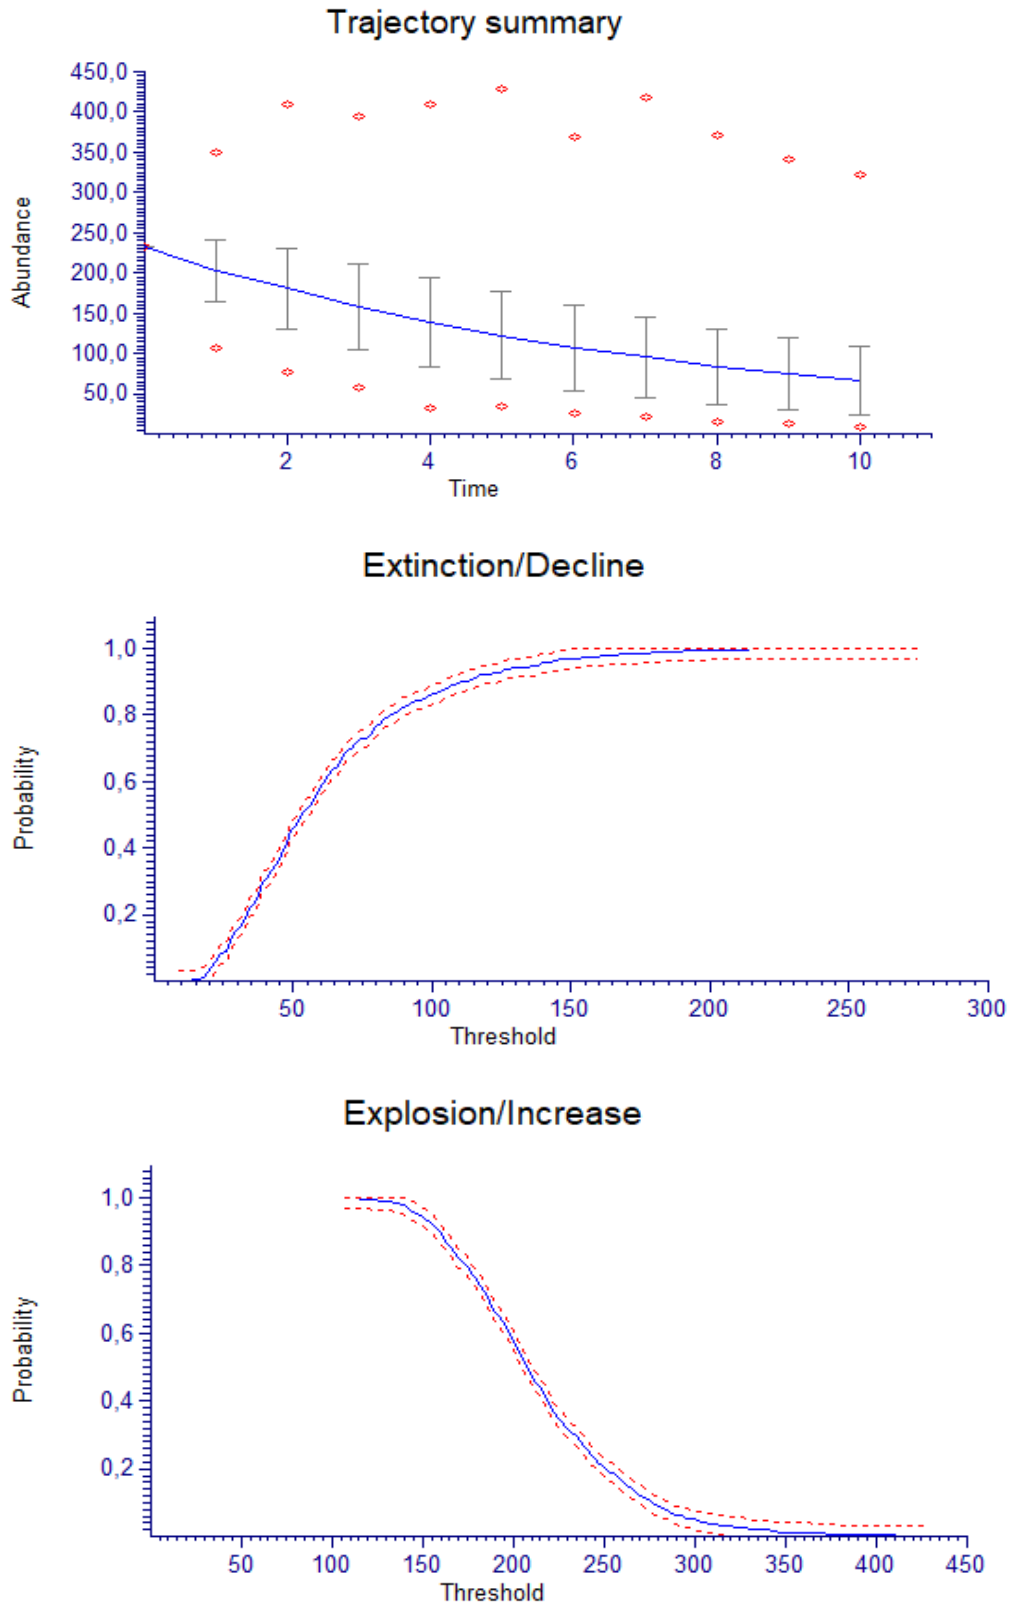 Trajectory summary
450,0
400,0
350,0
300,0
250,0
200,0
150,0
100,0
50,0
Abundance
2 4 6 8 10
Time
Extinction/Decline
1,0
0,8
0,6
0,4
0,2
Probability
50 100 150 200 250 300
Threshold
Explosion/Increase
1,0
0,8
0,6
0,4
0,2
Probability
50 100 150 200 250 300 350 400 450
Threshold